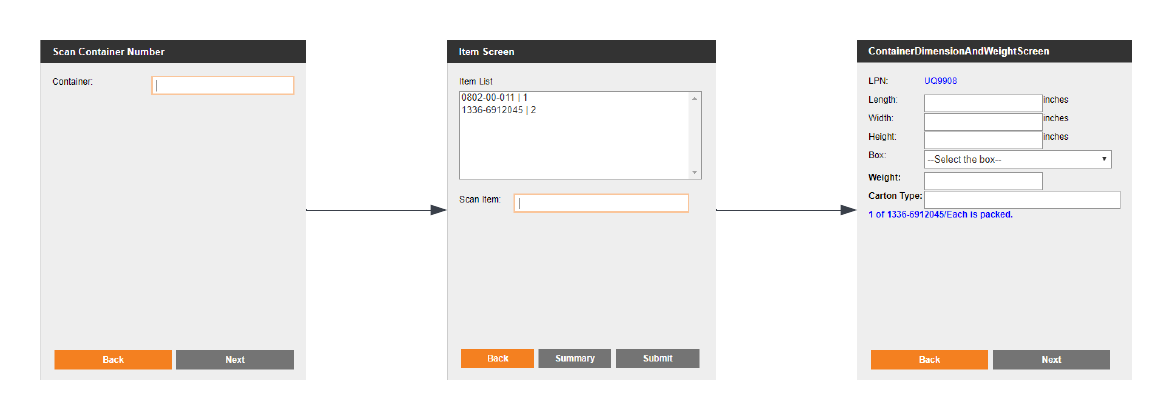 Scan Container Number
Container:
Back
Next
Item Screen
Item List
0802-00-011 | 1
1336-6912045 | 2
Scan Item:
Back
Summary
Submit
ContainerDimensionAndWeightScreen
LPN: UQ9908
Length: inches
Width: inches
Height: inches
Box: --Select the box--
Weight:
Carton Type:
1 of 1336-6912045/Each is packed.
Back
Next